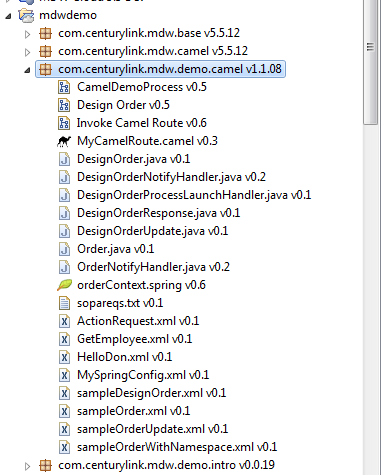 mdwdemo
com.centurylink.mdw.base v5.5.12
com.centurylink.mdw.camel v5.5.12
com.centurylink.mdw.demo.camel v1.1.08
CamelDemoProcess v0.5
Design Order v0.5
Invoke Camel Route v0.6
MyCamelRoute.camel v0.3
DesignOrder.java v0.1
DesignOrderNotifyHandler.java v0.2
DesignOrderProcessLaunchHandler.java v0.1
DesignOrderResponse.java v0.1
DesignOrderUpdate.java v0.1
Order.java v0.1
OrderNotifyHandler.java v0.2
orderContext.spring v0.6
sopareqs.txt v0.1
ActionRequest.xml v0.1
GetEmployee.xml v0.1
HelloDon.xml v0.1
MySpringConfig.xml v0.1
sampleDesignOrder.xml v0.1
sampleOrder.xml v0.1
sampleOrderUpdate.xml v0.1
sampleOrderWithNamespace.xml v0.1
com.centurylink.mdw.demo.intro v0.0.19